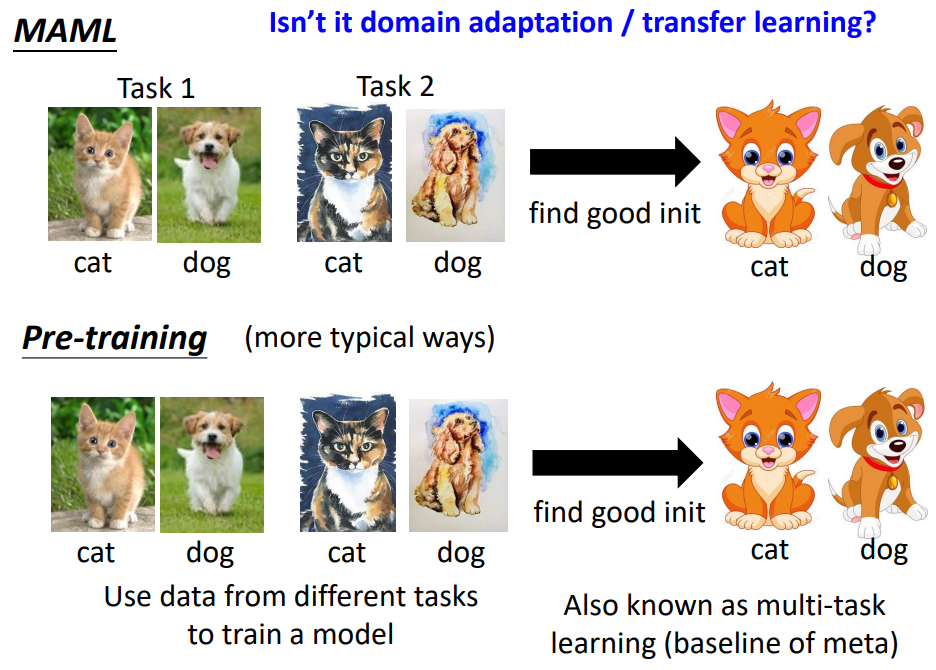 MAML
Isn't it domain adaptation / transfer learning?
Task 1
Task 2
find good init
cat
dog
cat
dog
cat
dog
Pre-training
(more typical ways)
find good init
cat
dog
cat
dog
cat
dog
Use data from different tasks
to train a model
Also known as multi-task
learning (baseline of meta)